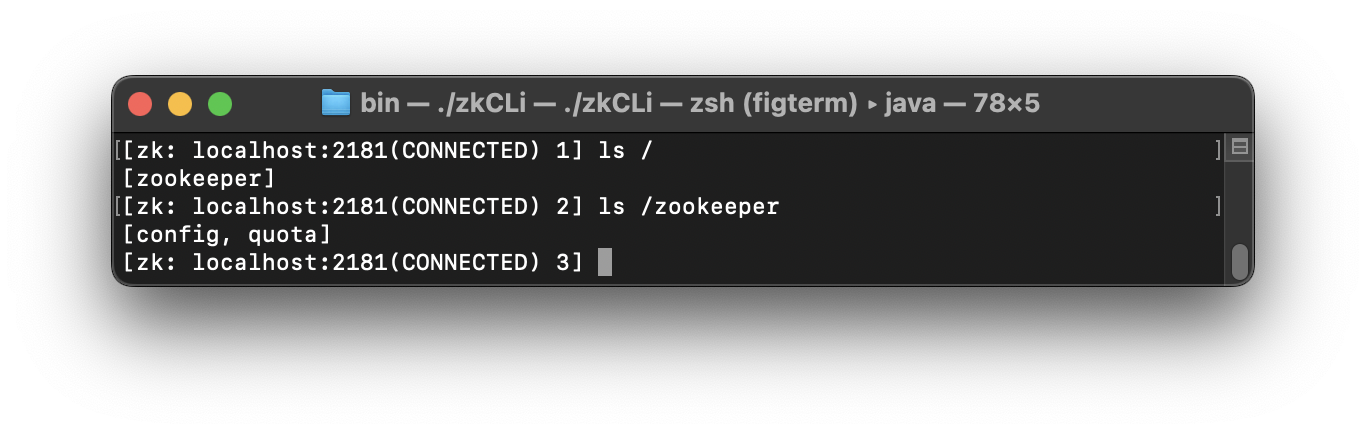 bin — ./zkCLi — ./zkCLi — zsh (figterm) ▸ java — 78×5
[[zk: localhost:2181(CONNECTED) 1] ls / ]
[zookeeper]
[[zk: localhost:2181(CONNECTED) 2] ls /zookeeper ]
[config, quota]
[zk: localhost:2181(CONNECTED) 3]